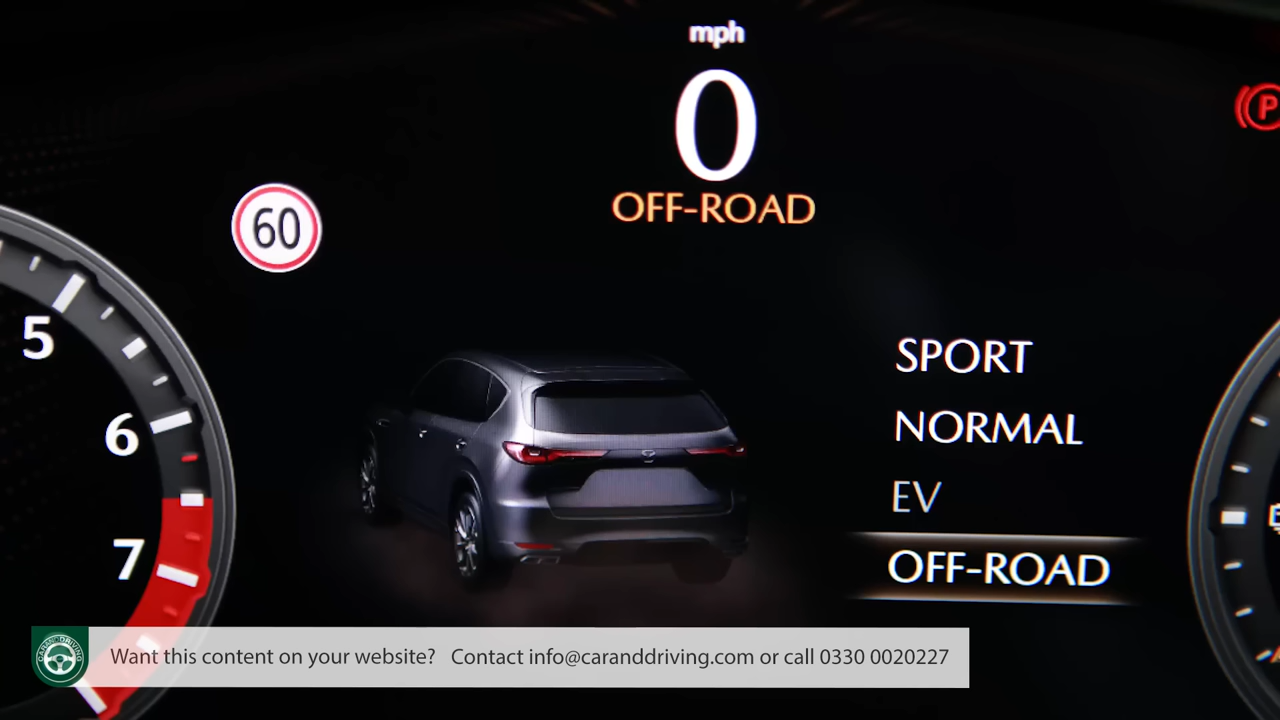 mph
0
OFF-ROAD
60
P
5
6
7
SPORT
NORMAL
EV
OFF-ROAD
CARANDDRIVING
Want this content on your website? Contact info@caranddriving.com or call 0330 0020227